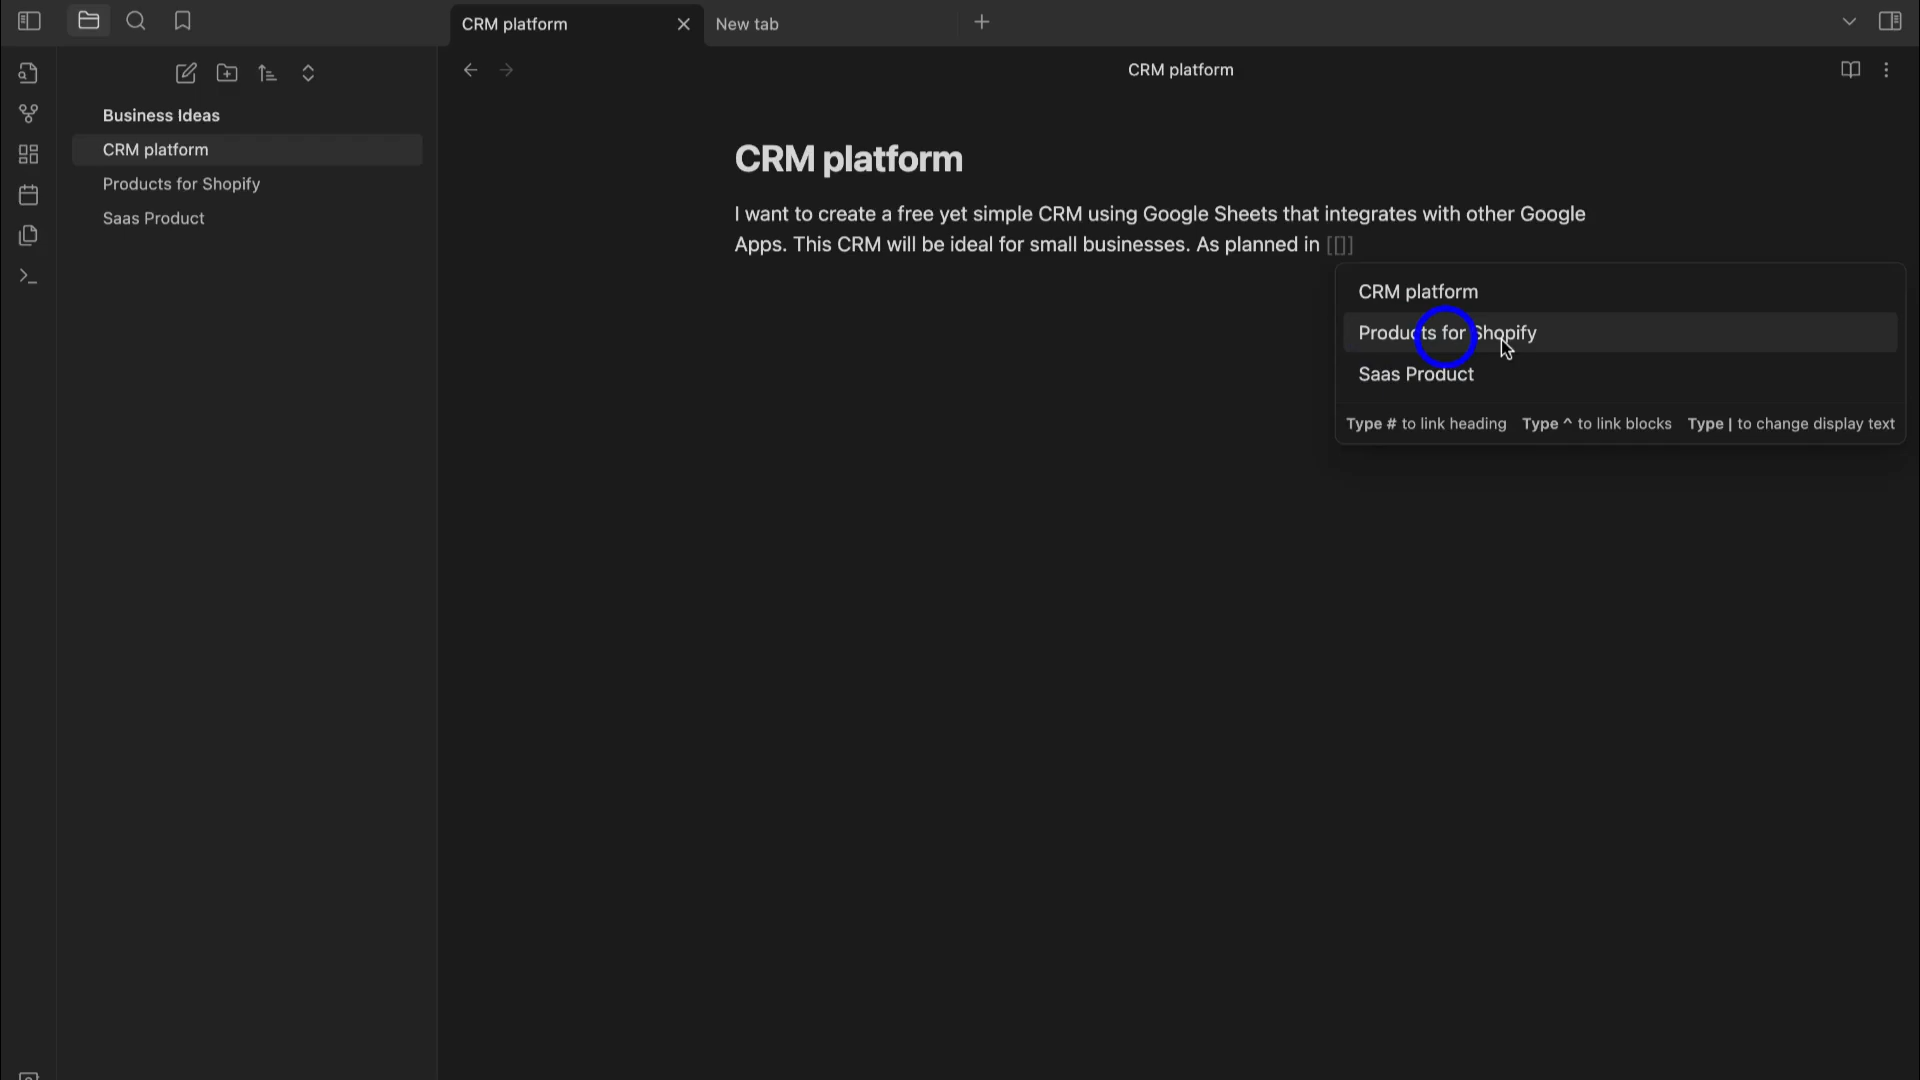 CRM platform
New tab
CRM platform
Business Ideas
CRM platform
Products for Shopify
Saas Product
CRM platform
I want to create a free yet simple CRM using Google Sheets that integrates with other Google
Apps. This CRM will be ideal for small businesses. As planned in [[]]
CRM platform
Products for Shopify
Saas Product
Type # to link heading Type ^ to link blocks Type | to change display text